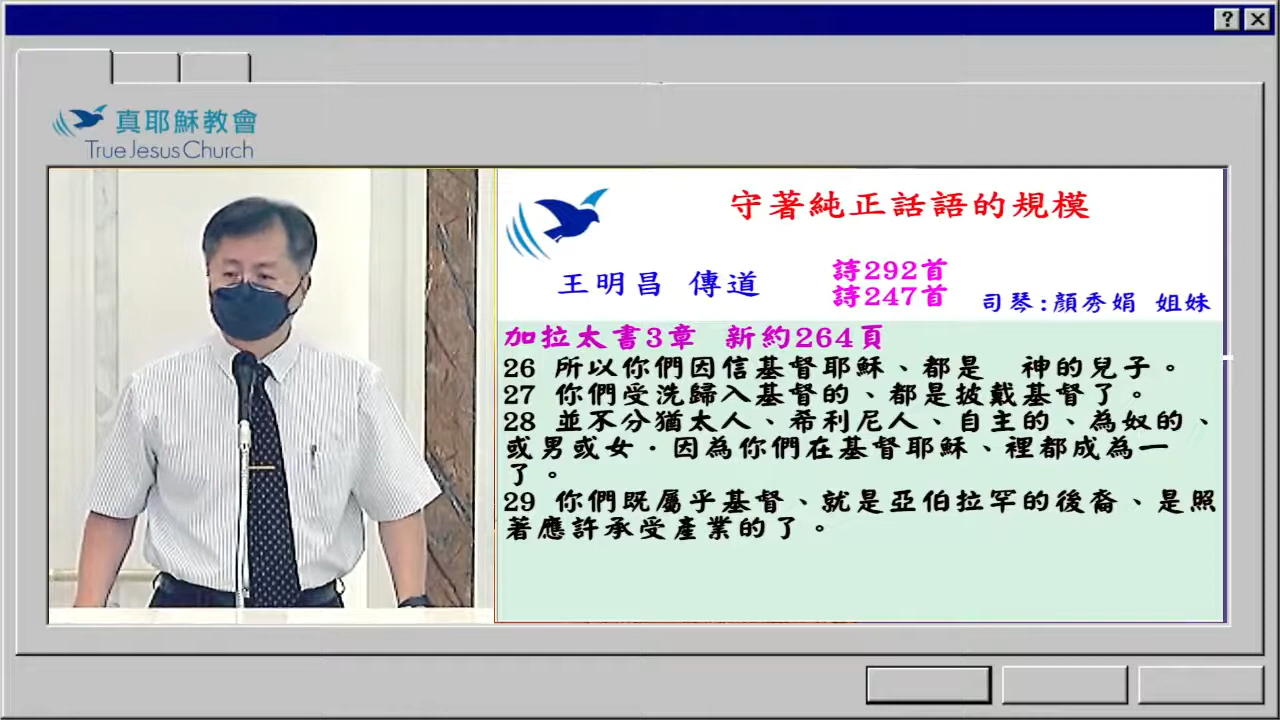 真耶穌教會
True Jesus Church
守著純正話語的規模
王明昌 傳道
詩292首
詩247首
司琴:顏秀娟 姐妹
加拉太書3章 新約264頁
26 所以你們因信基督耶穌、都是 神的兒子。
27 你們受洗歸入基督的、都是披戴基督了。
28 並不分猶太人、希利尼人、自主的、為奴的、
或男或女．因為你們在基督耶穌、裡都成為一
了。
29 你們既屬乎基督、就是亞伯拉罕的後裔、是照
著應許承受產業的了。